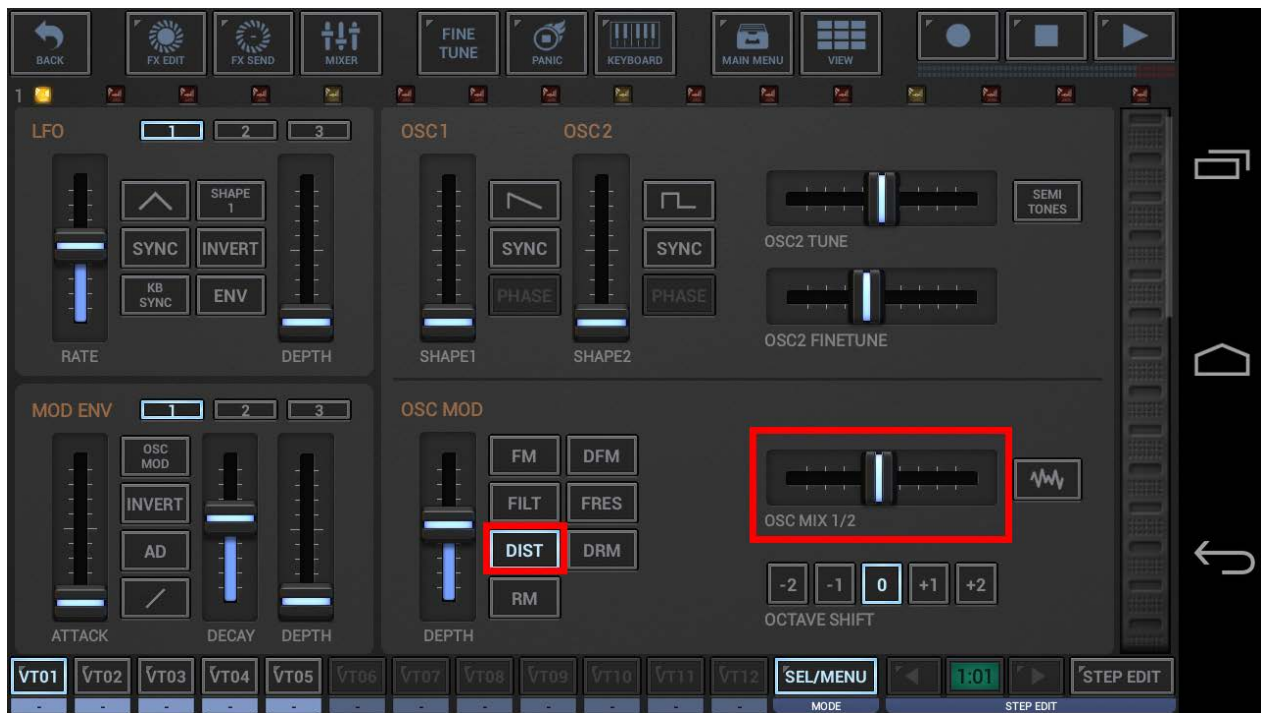 BACK
FX EDIT
FX SEND
MIXER
FINE
TUNE
PANIC
KEYBOARD
MAIN MENU
VIEW
1
LFO
1 2 3
SHAPE
1
SYNC INVERT
KB
SYNC
ENV
RATE DEPTH
OSC1 OSC2
SYNC SYNC
PHASE PHASE
SHAPE1 SHAPE2
SEMI
TONES
OSC2 TUNE
OSC2 FINETUNE
MOD ENV
1 2 3
OSC
MOD
INVERT
AD
ATTACK DECAY DEPTH
OSC MOD
FM DFM
FILT FRES
DIST DRM
RM
DEPTH
OSC MIX 1/2
-2 -1 0 +1 +2
OCTAVE SHIFT
VT01 VT02 VT03 VT04 VT05 VT06 VT07 VT08 VT09 VT10 VT11 VT12 SEL/MENU 1:01 STEP EDIT
- - - - - - - - - - - - MODE STEP EDIT